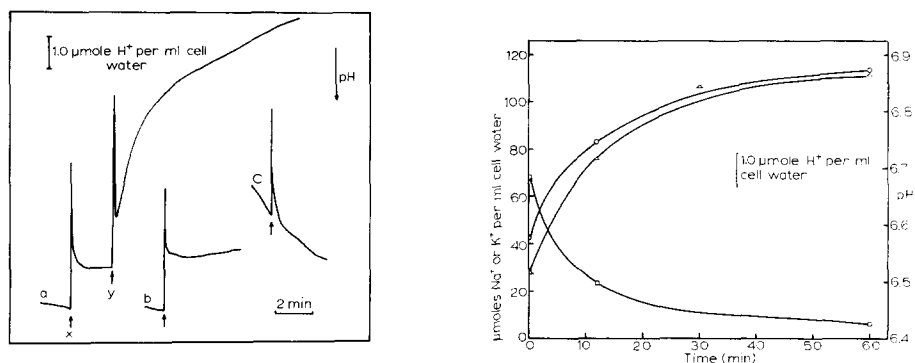 1.0 μmole H⁺ per ml cell
water
pH
a
x
y
b
C
2 min
μmoles Na⁺ or K⁺ per ml cell water
120
100
80
60
40
20
0
1.0 μmole H⁺ per ml
cell water
6.9
6.8
6.7
pH
6.6
6.5
6.4
0 10 20 30 40 50 60
Time (min)